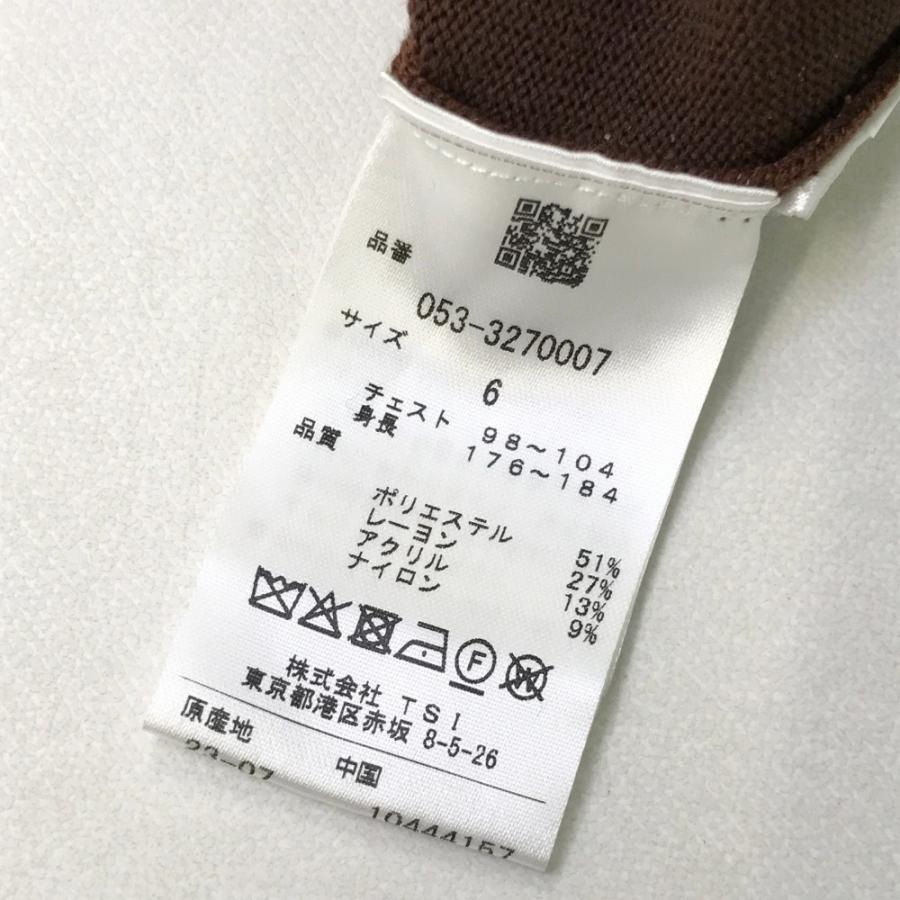 品番
053-3270007
サイズ
6
チェスト 98～104
身長 176～184
品質
ポリエステル 51%
レーヨン 27%
アクリル 13%
ナイロン 9%
F
W
株式会社 TSI
東京都港区赤坂 8-5-26
原産地
中国
23-07
10444157